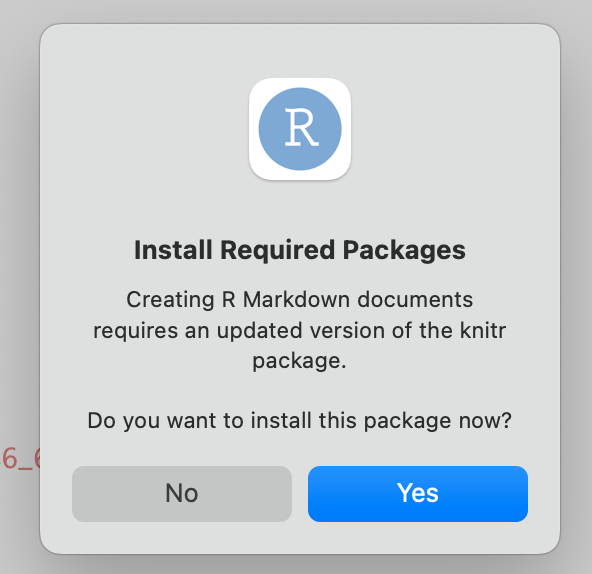 R
Install Required Packages
Creating R Markdown documents
requires an updated version of the knitr
package.
Do you want to install this package now?
6_6
No
Yes